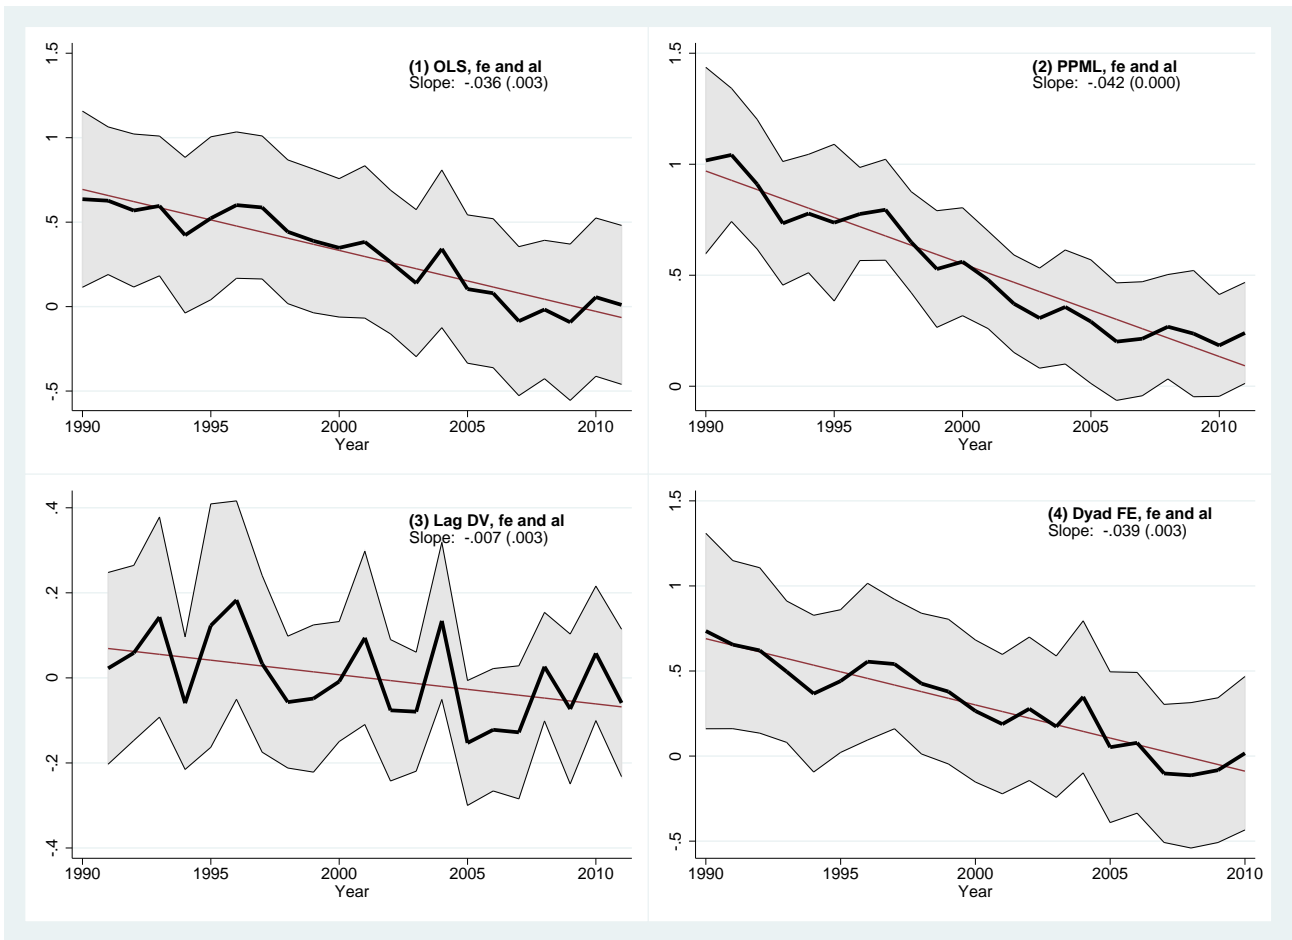 (1) OLS, fe and al
Slope:  -.036 (.003)
1.5
1
.5
0
-.5
1990 1995 2000 2005 2010
Year
(2) PPML, fe and al
Slope:  -.042 (0.000)
1.5
1
.5
0
1990 1995 2000 2005 2010
Year
(3) Lag DV, fe and al
Slope:  -.007 (.003)
.4
.2
0
-.2
-.4
1990 1995 2000 2005 2010
Year
(4) Dyad FE, fe and al
Slope:  -.039 (.003)
1.5
1
.5
0
-.5
1990 1995 2000 2005 2010
Year